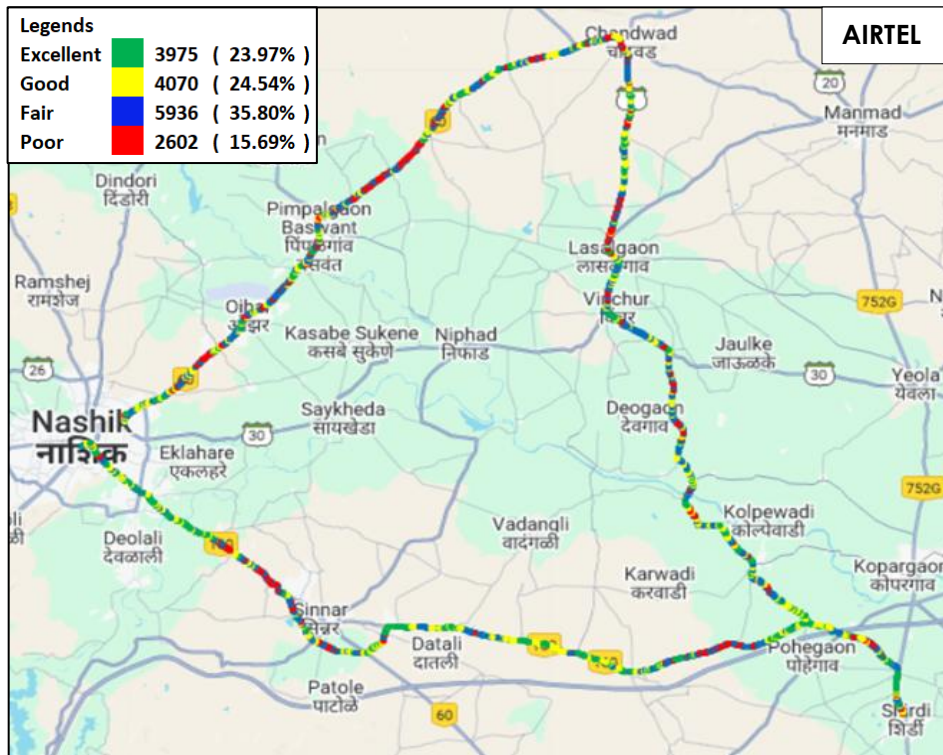 Legends
Excellent 3975 ( 23.97% )
Good 4070 ( 24.54% )
Fair 5936 ( 35.80% )
Poor 2602 ( 15.69% )
AIRTEL
Chandwad
चांदवड
20
Manmad
मनमाड
Dindori
दिंडोरी
Pimpalgaon
Baswant
पिंपळगांव
बसवंत
Lasalgaon
लासलगाव
Ramshej
रामशेज
Ojhar
ओझर
Vinchur
विंचूर
752G
Kasabe Sukene
कसबे सुकेणे
Niphad
निफाड
Jaulke
जाऊळके
26
30
Yeola
येवला
Nashik
नाशिक
Saykheda
सायखेडा
Deogaon
देवगाव
30
Eklahare
एकलहरे
752G
Kolpewadi
कोल्पेवाडी
Vadangli
वादंगळी
Deolali
देवळाली
Karwadi
करवाडी
Kopargaon
कोपरगाव
Sinnar
सिन्नर
Datali
दातली
Pohegaon
पोहेगाव
Patole
पाटोळे
60
Shirdi
शिर्डी